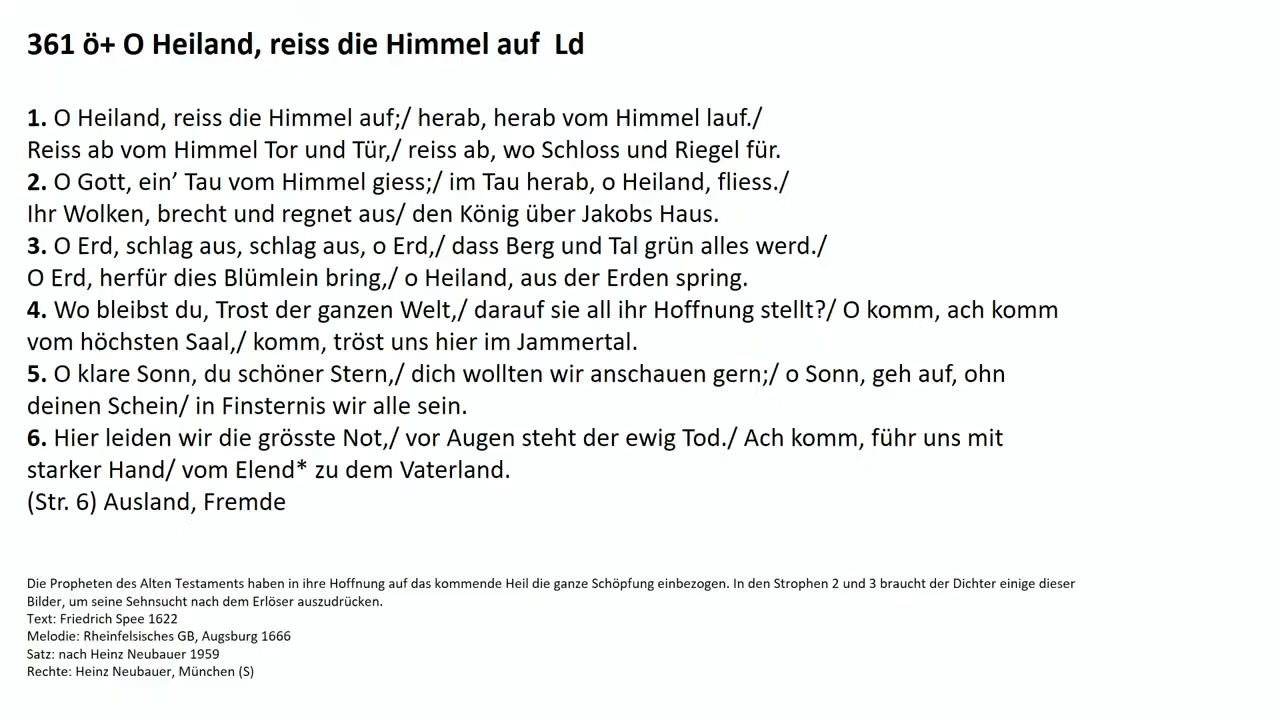 361 ö+ O Heiland, reiss die Himmel auf  Ld
1. O Heiland, reiss die Himmel auf;/ herab, herab vom Himmel lauf./
Reiss ab vom Himmel Tor und Tür,/ reiss ab, wo Schloss und Riegel für.
2. O Gott, ein’ Tau vom Himmel giess;/ im Tau herab, o Heiland, fliess./
Ihr Wolken, brecht und regnet aus/ den König über Jakobs Haus.
3. O Erd, schlag aus, schlag aus, o Erd,/ dass Berg und Tal grün alles werd./
O Erd, herfür dies Blümlein bring,/ o Heiland, aus der Erden spring.
4. Wo bleibst du, Trost der ganzen Welt,/ darauf sie all ihr Hoffnung stellt?/ O komm, ach komm
vom höchsten Saal,/ komm, tröst uns hier im Jammertal.
5. O klare Sonn, du schöner Stern,/ dich wollten wir anschauen gern;/ o Sonn, geh auf, ohn
deinen Schein/ in Finsternis wir alle sein.
6. Hier leiden wir die grösste Not,/ vor Augen steht der ewig Tod./ Ach komm, führ uns mit
starker Hand/ vom Elend* zu dem Vaterland.
(Str. 6) Ausland, Fremde
Die Propheten des Alten Testaments haben in ihre Hoffnung auf das kommende Heil die ganze Schöpfung einbezogen. In den Strophen 2 und 3 braucht der Dichter einige dieser
Bilder, um seine Sehnsucht nach dem Erlöser auszudrücken.
Text: Friedrich Spee 1622
Melodie: Rheinfelsisches GB, Augsburg 1666
Satz: nach Heinz Neubauer 1959
Rechte: Heinz Neubauer, München (S)